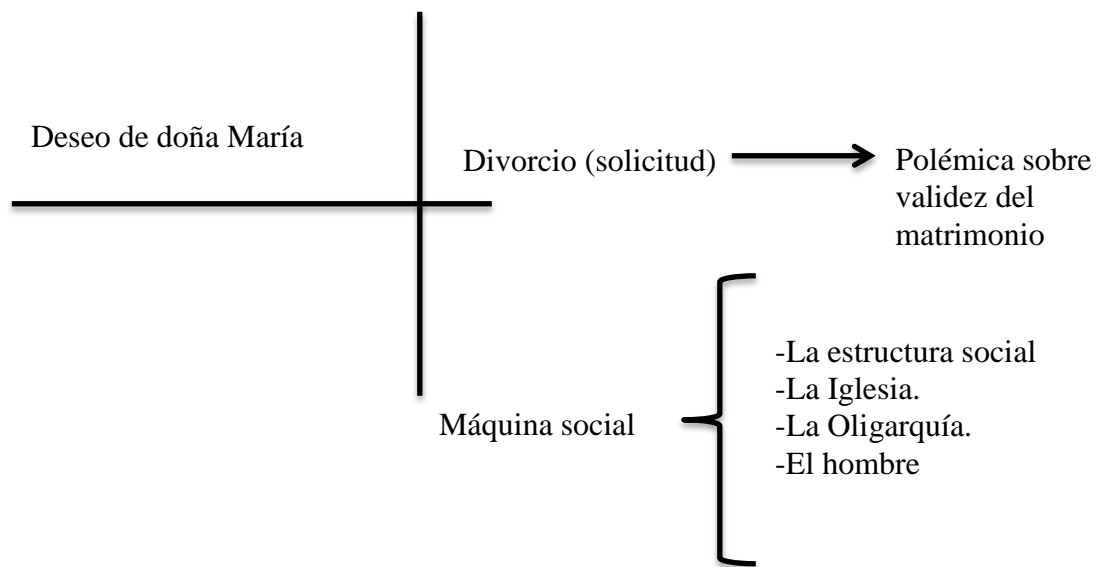 Deseo de doña María
Divorcio (solicitud)
Polémica sobre
validez del
matrimonio
-La estructura social
-La Iglesia.
-La Oligarquía.
-El hombre
Máquina social